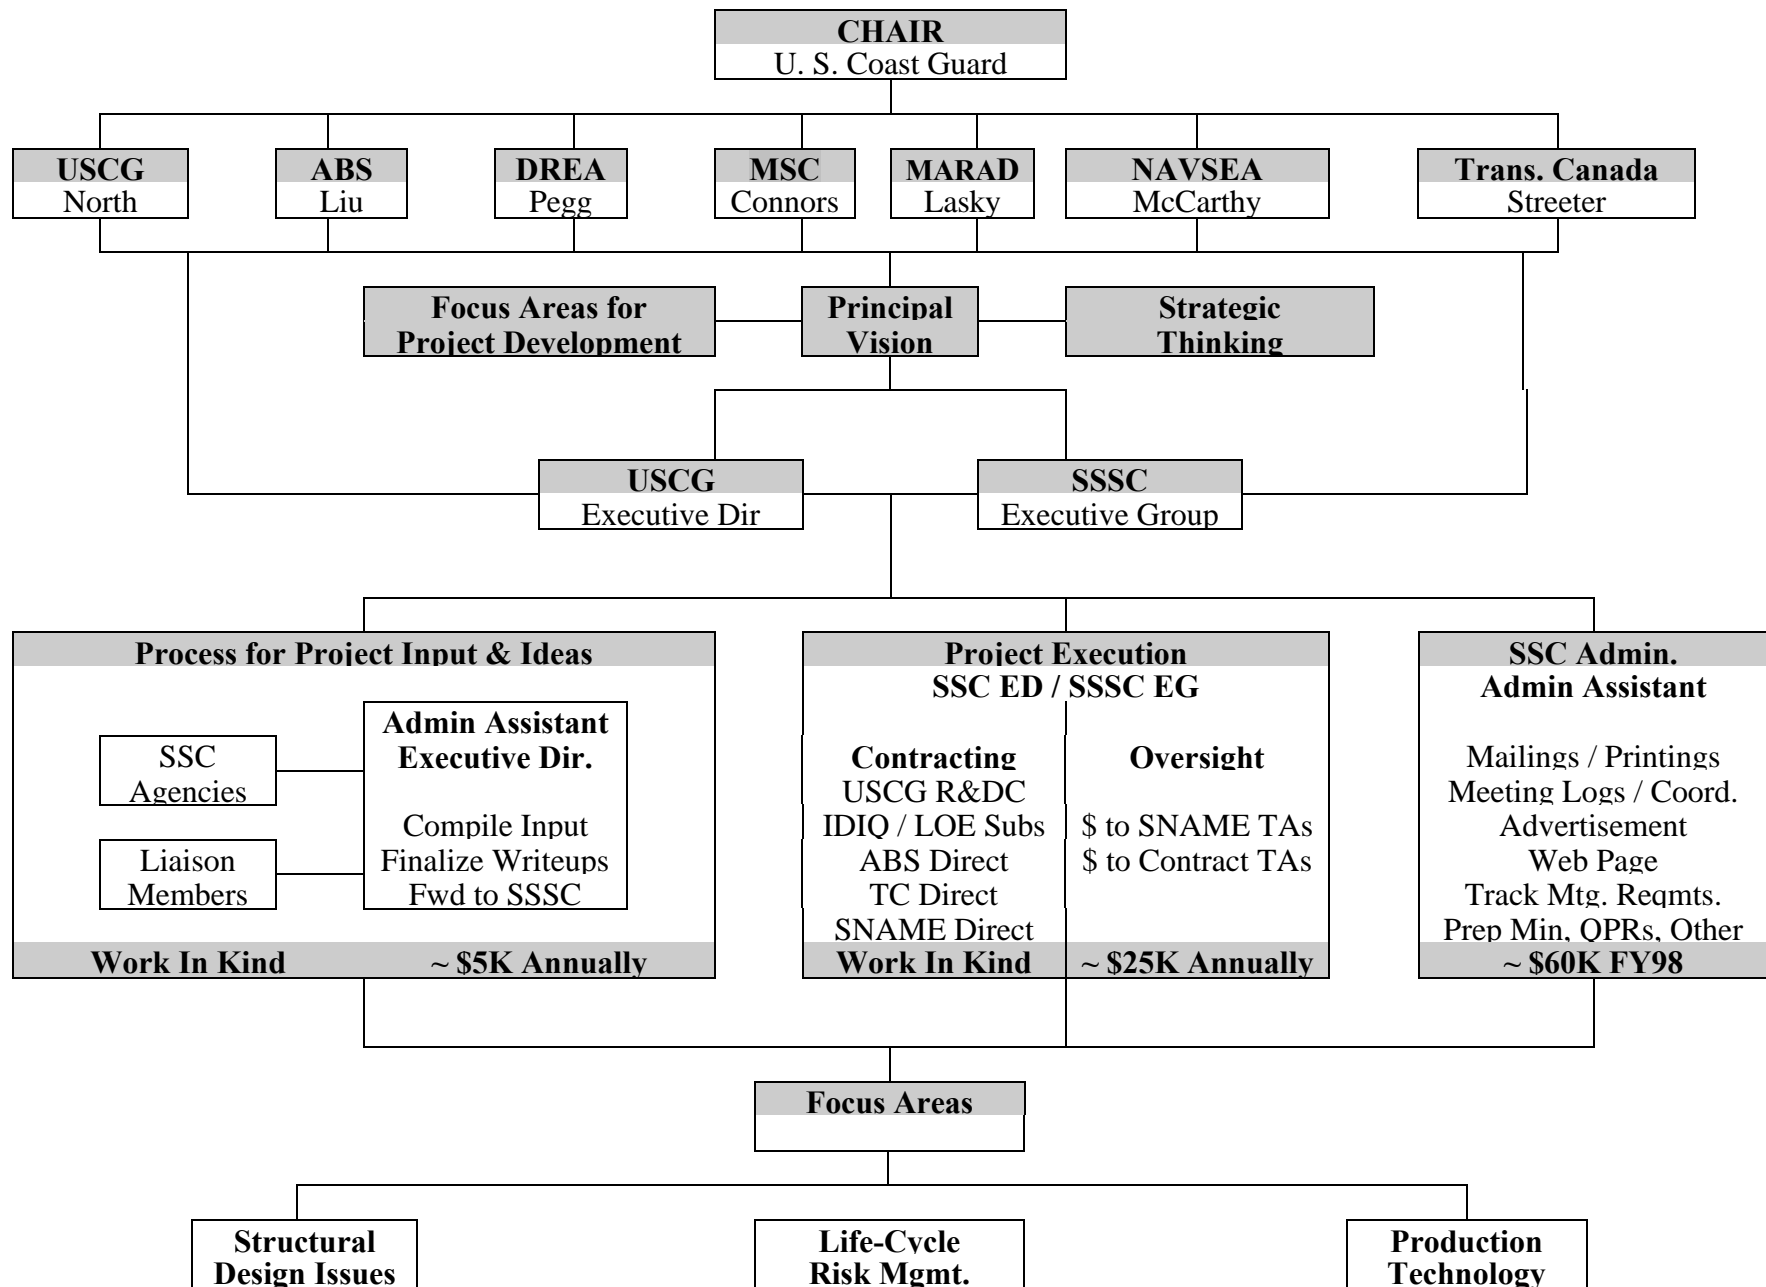 CHAIR
U. S. Coast Guard
USCG
North
ABS
Liu
DREA
Pegg
MSC
Connors
MARAD
Lasky
NAVSEA
McCarthy
Trans. Canada
Streeter
Focus Areas for
Project Development
Principal
Vision
Strategic
Thinking
USCG
Executive Dir
SSSC
Executive Group
Process for Project Input & Ideas
SSC
Agencies
Liaison
Members
Admin Assistant
Executive Dir.
Compile Input
Finalize Writeups
Fwd to SSSC
Work In Kind
~ $5K Annually
Project Execution
SSC ED / SSSC EG
Contracting
USCG R&DC
IDIQ / LOE Subs
ABS Direct
TC Direct
SNAME Direct
Work In Kind
Oversight
$ to SNAME TAs
$ to Contract TAs
~ $25K Annually
SSC Admin.
Admin Assistant
Mailings / Printings
Meeting Logs / Coord.
Advertisement
Web Page
Track Mtg. Reqmts.
Prep Min, QPRs, Other
~ $60K FY98
Focus Areas
Structural
Design Issues
Life-Cycle
Risk Mgmt.
Production
Technology